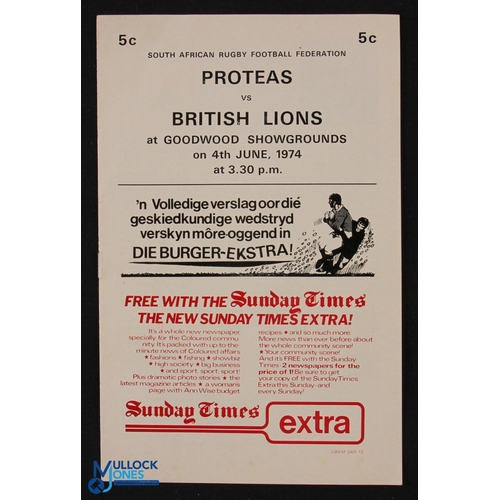 5c 5c
SOUTH AFRICAN RUGBY FOOTBALL FEDERATION
PROTEAS
vs
BRITISH LIONS
at GOODWOOD SHOWGROUNDS
on 4th JUNE, 1974
at 3.30 p.m.
'n Volledige verslag oor dié
geskiedkundige wedstryd
verskyn môre-oggend in
DIE BURGER-EKSTRA!
FREE WITH THE Sunday Times
THE NEW SUNDAY TIMES EXTRA!
It's a whole new newspaper
specially for the Coloured commu-
nity. It's packed with up to the
minute news of Coloured affairs
★ fashions ★ fishing ★ showbiz
★ high society ★ big business
★ and sport, sport, sport!
Plus dramatic photo stories ★ the
latest magazine articles ★ a womans
page with Ann Wise budget
recipes ★ and so much more.
More news than ever before about
the whole community scene!
★ Your community scene!
And it's FREE with the Sunday
Times · 2 newspapers for the
price of 1! Be sure to get
your copy of the Sunday Times
Extra this Sunday · and
every Sunday!
Sunday Times extra
MULLOCK
JONES